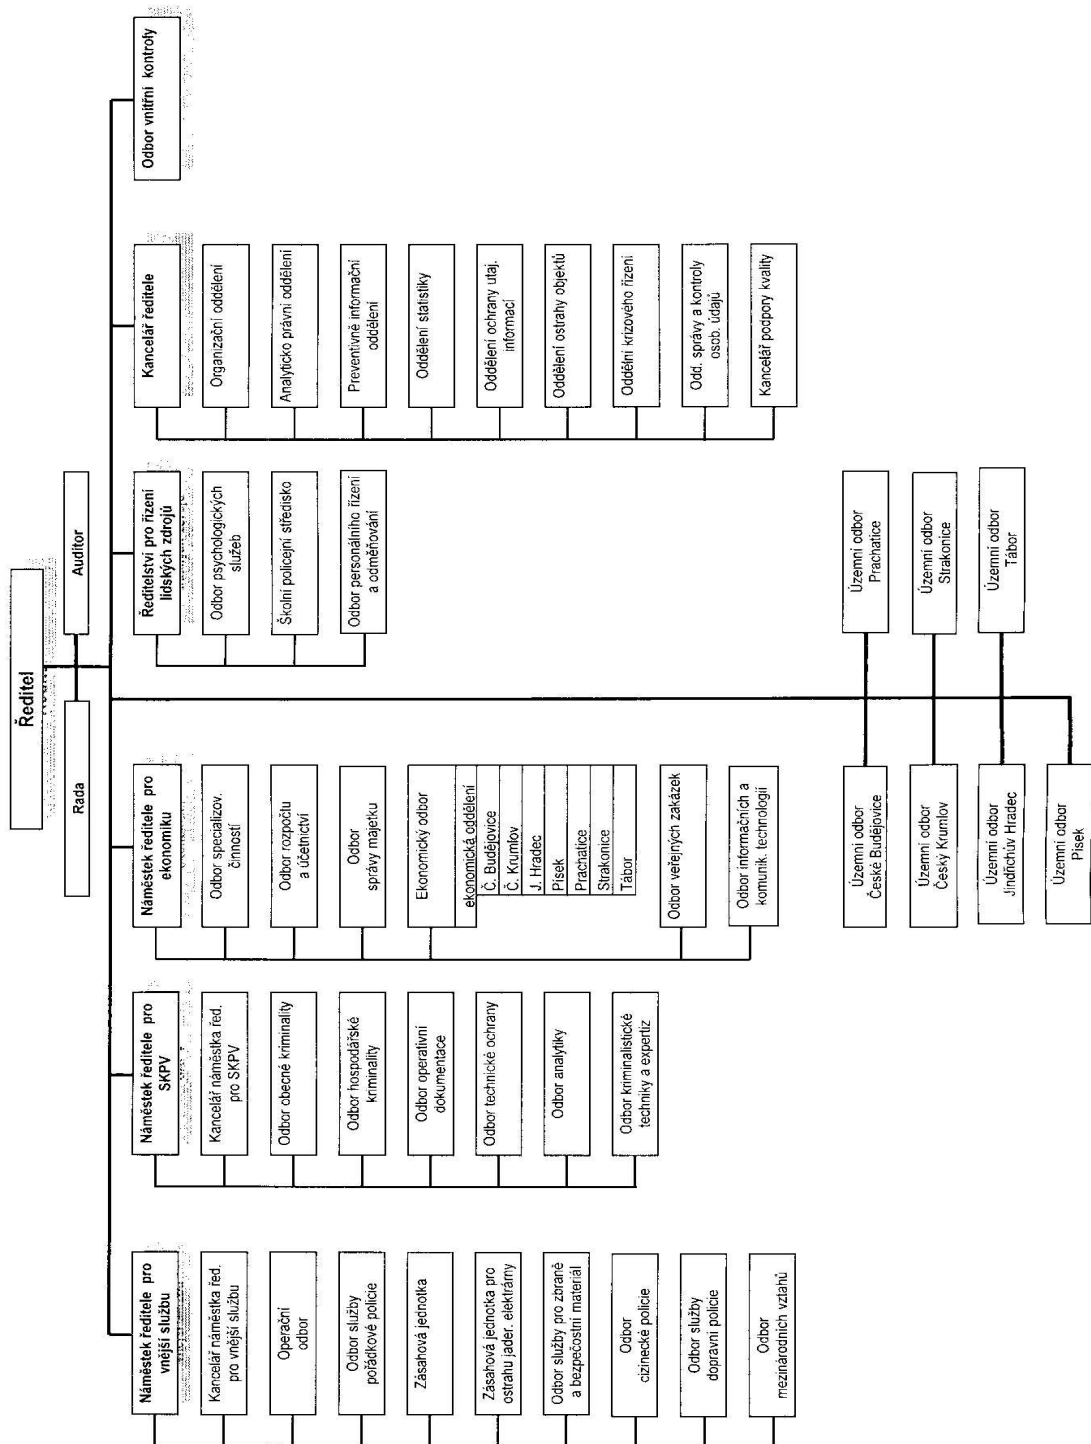 Ředitel
Rada
Auditor
Náměstek ředitele pro
vnější službu
Kancelář náměstka řed.
pro vnější službu
Operační
odbor
Odbor služby
pořádkové policie
Zásahová jednotka
Zásahová jednotka pro
ostrahu jader. elektrárny
Odbor služby pro zbraně
a bezpečostní materiál
Odbor
cizinecké policie
Odbor služby
dopravní policie
Odbor
mezinárodních vztahů
Náměstek ředitele pro
SKPV
Kancelář náměstka řed.
pro SKPV
Odbor obecné kriminality
Odbor hospodářské
kriminality
Odbor operativní
dokumentace
Odbor technické ochrany
Odbor analytiky
Odbor kriminalistické
techniky a expertiz
Náměstek ředitele pro
ekonomiku
Odbor specializov.
činností
Odbor rozpočtu
a účetnictví
Odbor
správy majetku
Ekonomický odbor
ekonomická oddělení
Č. Budějovice
Č. Krumlov
J. Hradec
Písek
Prachatice
Strakonice
Tábor
Odbor veřejných zakázek
Odbor informačních a
komunik. technologií
Ředitelství pro řízení
lidských zdrojů
Odbor psychologických
služeb
Školní policejní středisko
Odbor personálního řízení
a odměňování
Kancelář ředitele
Organizační oddělení
Analyticko právní oddělení
Preventivně informační
oddělení
Oddělení statistiky
Oddělení ochrany utaj.
informací
Oddělení ostrahy objektů
Oddělní krizového řízení
Odd. správy a kontroly
osob. údajů
Kancelář podpory kvality
Odbor vnitřní kontroly
Územní odbor
České Budějovice
Územní odbor
Prachatice
Územní odbor
Český Krumlov
Územní odbor
Strakonice
Územní odbor
Jindřichův Hradec
Územní odbor
Tábor
Územní odbor
Písek